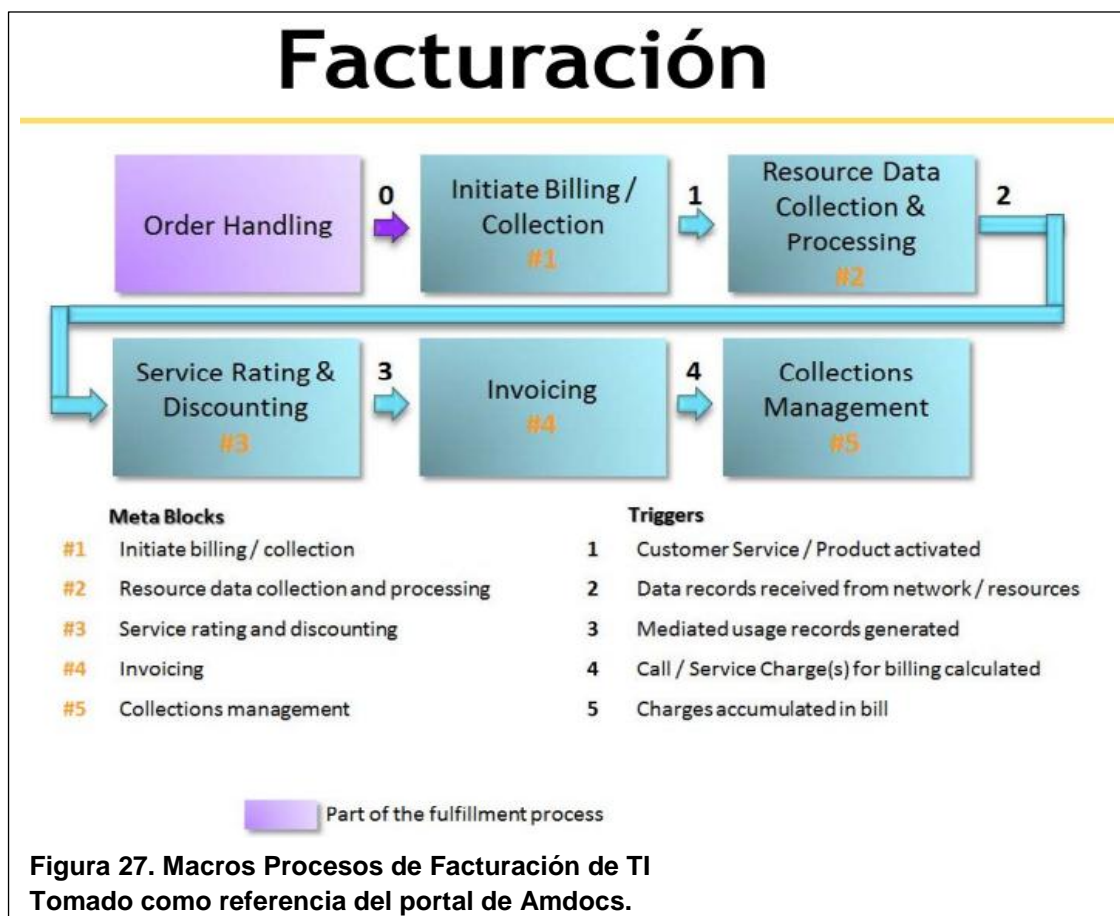 Facturación
Order Handling
0
Initiate Billing /
Collection
#1
1
Resource Data
Collection &
Processing
#2
2
Service Rating &
Discounting
#3
3
Invoicing
#4
4
Collections
Management
#5
Meta Blocks
#1 Initiate billing / collection
#2 Resource data collection and processing
#3 Service rating and discounting
#4 Invoicing
#5 Collections management
Triggers
1 Customer Service / Product activated
2 Data records received from network / resources
3 Mediated usage records generated
4 Call / Service Charge(s) for billing calculated
5 Charges accumulated in bill
Part of the fulfillment process
Figura 27. Macros Procesos de Facturación de TI
Tomado como referencia del portal de Amdocs.